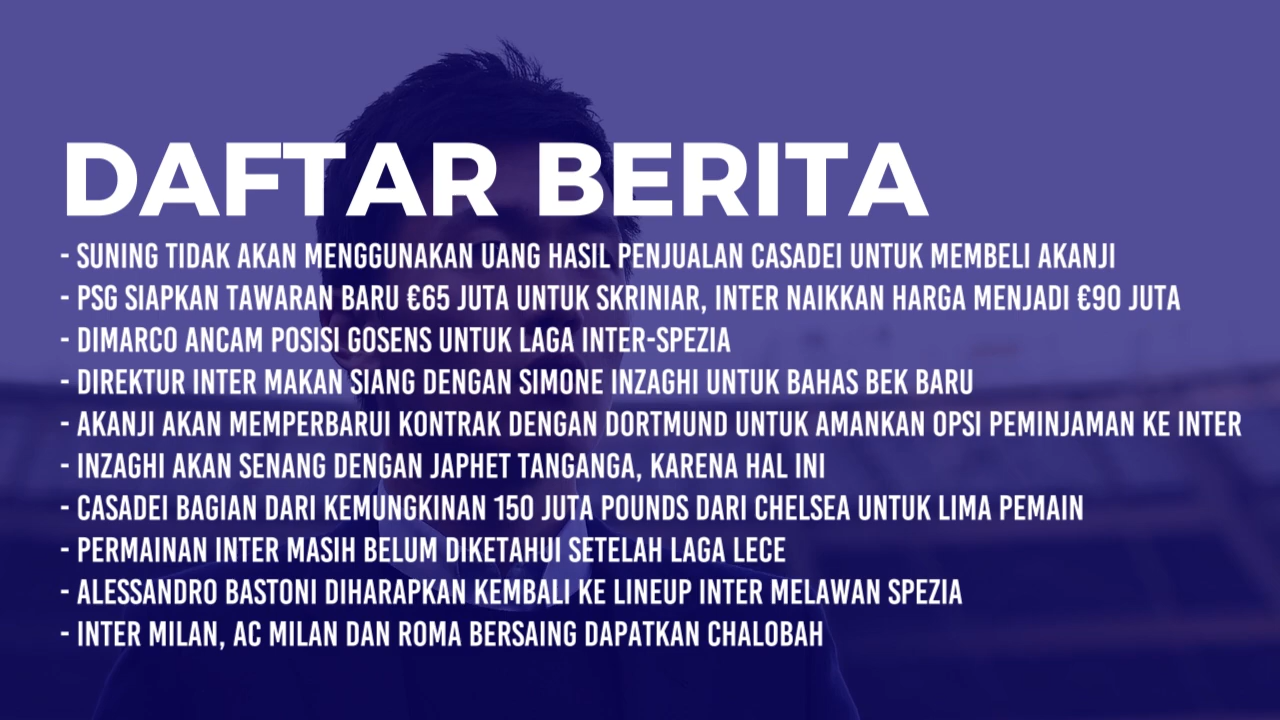 DAFTAR BERITA
- SUNING TIDAK AKAN MENGGUNAKAN UANG HASIL PENJUALAN CASADEI UNTUK MEMBELI AKANJI
- PSG SIAPKAN TAWARAN BARU €65 JUTA UNTUK SKRINIAR, INTER NAIKKAN HARGA MENJADI €90 JUTA
- DIMARCO ANCAM POSISI GOSENS UNTUK LAGA INTER-SPEZIA
- DIREKTUR INTER MAKAN SIANG DENGAN SIMONE INZAGHI UNTUK BAHAS BEK BARU
- AKANJI AKAN MEMPERBARUI KONTRAK DENGAN DORTMUND UNTUK AMANKAN OPSI PEMINJAMAN KE INTER
- INZAGHI AKAN SENANG DENGAN JAPHET TANGANGA, KARENA HAL INI
- CASADEI BAGIAN DARI KEMUNGKINAN 150 JUTA POUNDS DARI CHELSEA UNTUK LIMA PEMAIN
- PERMAINAN INTER MASIH BELUM DIKETAHUI SETELAH LAGA LECE
- ALESSANDRO BASTONI DIHARAPKAN KEMBALI KE LINEUP INTER MELAWAN SPEZIA
- INTER MILAN, AC MILAN DAN ROMA BERSAING DAPATKAN CHALOBAH